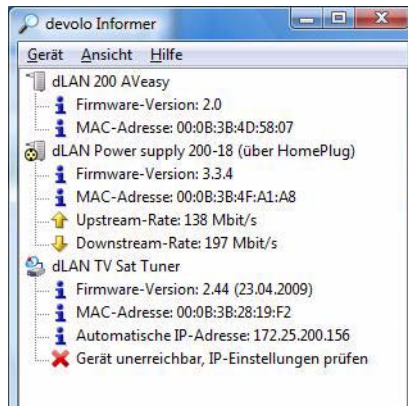 devolo Informer
Gerät Ansicht Hilfe
dLAN 200 AVeasy
Firmware-Version: 2.0
MAC-Adresse: 00:0B:3B:4D:58:07
dLAN Power supply 200-18 (über HomePlug)
Firmware-Version: 3.3.4
MAC-Adresse: 00:0B:3B:4F:A1:A8
Upstream-Rate: 138 Mbit/s
Downstream-Rate: 197 Mbit/s
dLAN TV Sat Tuner
Firmware-Version: 2.44 (23.04.2009)
MAC-Adresse: 00:0B:3B:28:19:F2
Automatische IP-Adresse: 172.25.200.156
Gerät unerreichbar, IP-Einstellungen prüfen